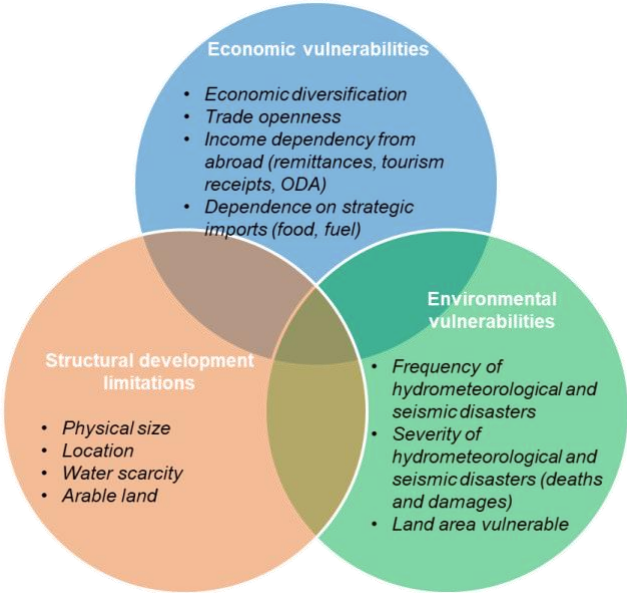 Economic vulnerabilities
• Economic diversification
• Trade openness
• Income dependency from
abroad (remittances, tourism
receipts, ODA)
• Dependence on strategic
imports (food, fuel)
Structural development
limitations
• Physical size
• Location
• Water scarcity
• Arable land
Environmental
vulnerabilities
• Frequency of
hydrometeorological and
seismic disasters
• Severity of
hydrometeorological and
seismic disasters (deaths
and damages)
• Land area vulnerable